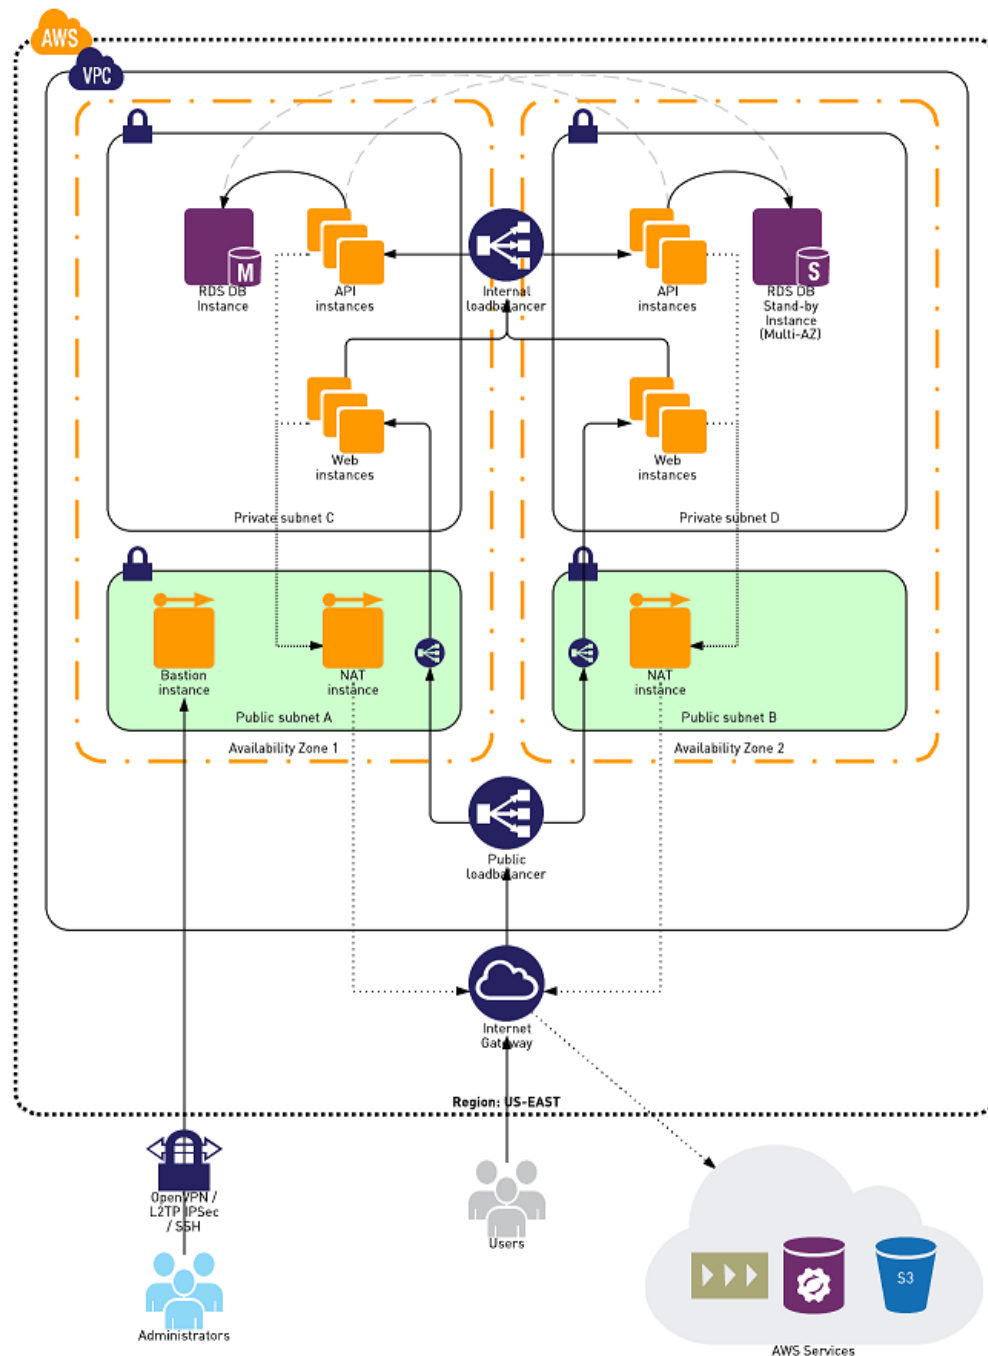 AWS
VPC
M
RDS DB
Instance
API
instances
Internal
loadbalancer
API
instances
S
RDS DB
Stand-by
Instance
(Multi-AZ)
Web
instances
Web
instances
Private subnet C
Private subnet D
Bastion
instance
NAT
instance
NAT
instance
Public subnet A
Public subnet B
Availability Zone 1
Availability Zone 2
Public
loadbalancer
Internet
Gateway
Region: US-EAST
OpenVPN /
L2TP IPSec
/ SSH
Users
Administrators
S3
AWS Services